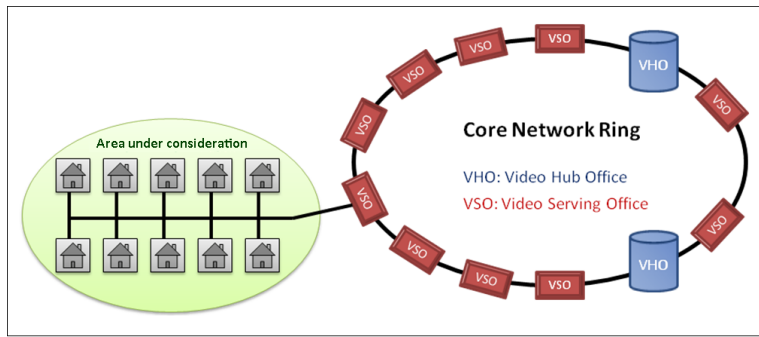 VSO
VSO
VSO
VSO
VHO
VSO
Area under consideration
Core Network Ring
VHO: Video Hub Office
VSO: Video Serving Office
VSO
VSO
VSO
VSO
VSO
VHO
VSO